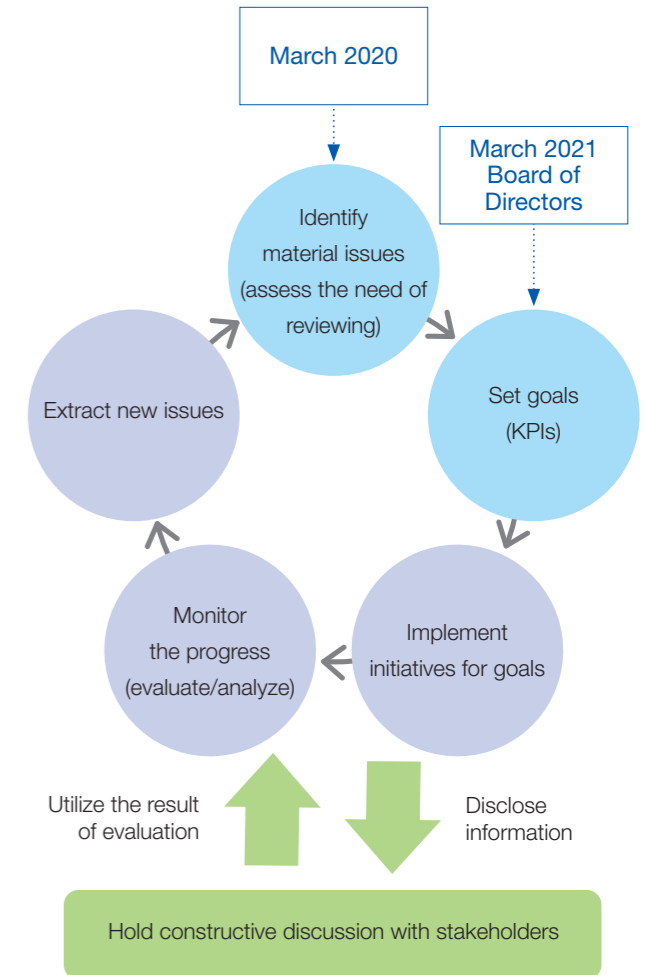 March 2020
March 2021
Board of
Directors
Identify
material issues
(assess the need of
reviewing)
Set goals
(KPIs)
Extract new issues
Implement
initiatives for goals
Monitor
the progress
(evaluate/analyze)
Utilize the result
of evaluation
Disclose
information
Hold constructive discussion with stakeholders